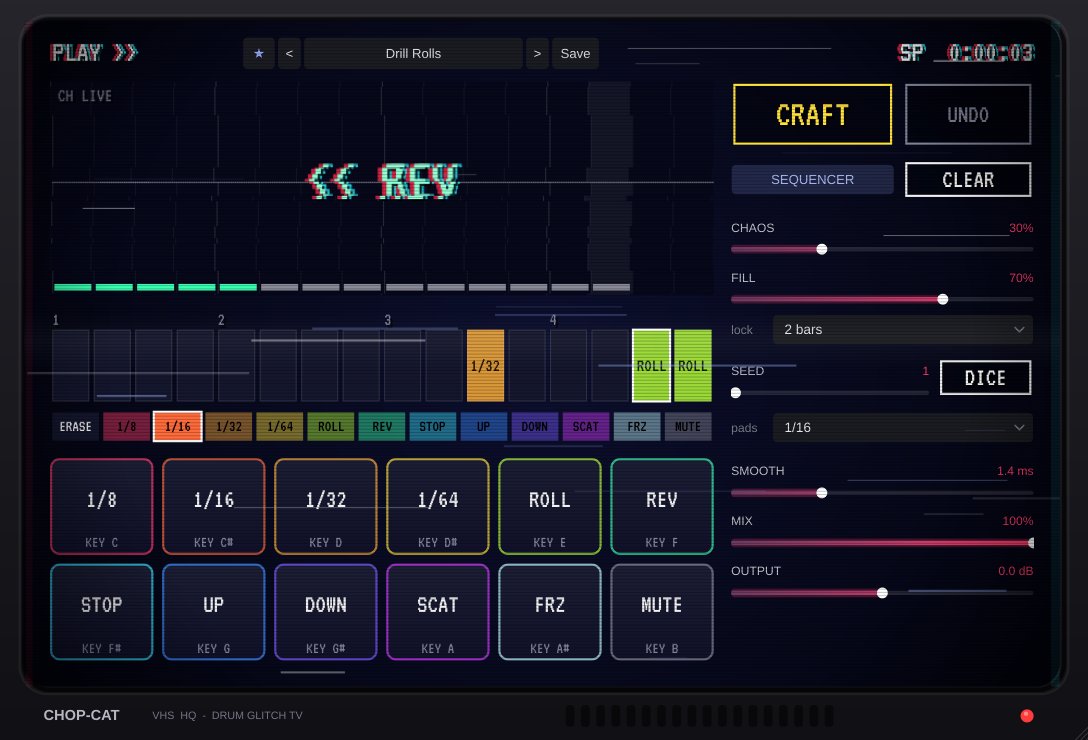 PLAY >>
★ < Drill Rolls > Save
SP 0:00:03
CH LIVE
<< REV
CRAFT UNDO
SEQUENCER CLEAR
CHAOS 30%
FILL 70%
lock 2 bars
SEED 1 DICE
pads 1/16
SMOOTH 1.4 ms
MIX 100%
OUTPUT 0.0 dB
1 2 3 4
1/32 ROLL ROLL
ERASE 1/8 1/16 1/32 1/64 ROLL REV STOP UP DOWN SCAT FRZ MUTE
1/8 1/16 1/32 1/64 ROLL REV
KEY C KEY C# KEY D KEY D# KEY E KEY F
STOP UP DOWN SCAT FRZ MUTE
KEY F# KEY G KEY G# KEY A KEY A# KEY B
CHOP-CAT VHS HQ - DRUM GLITCH TV